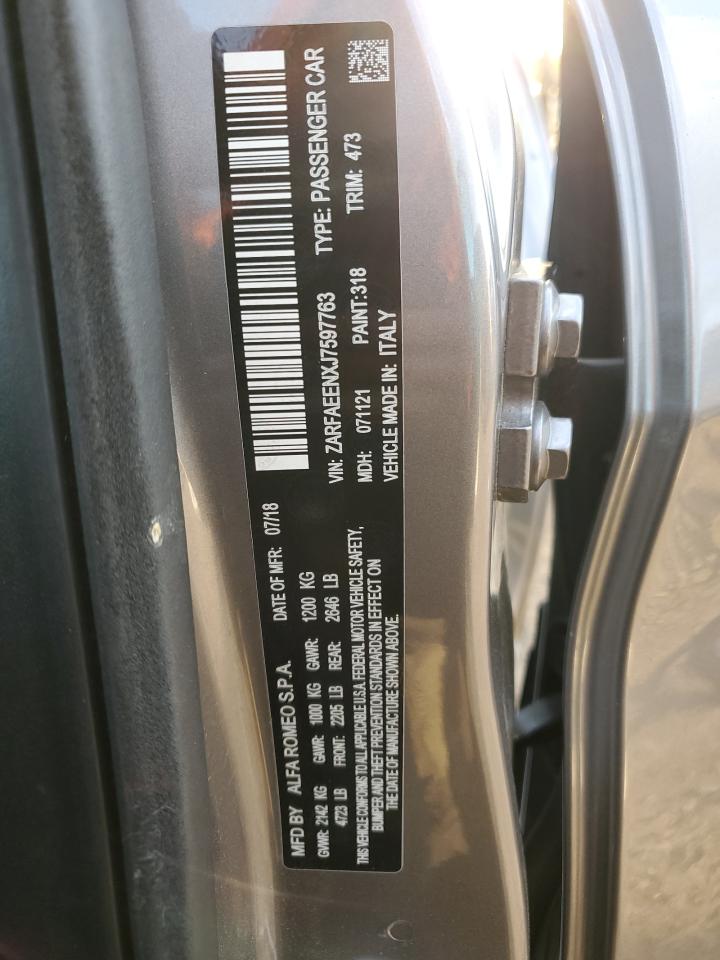 MFD BY ALFA ROMEO S.P.A. DATE OF MFR: 07/18
GVWR: 2142 KG GAWR: 1000 KG GAWR: 1200 KG
4723 LB FRONT: 2205 LB REAR: 2646 LB
THIS VEHICLE CONFORMS TO ALL APPLICABLE U.S.A. FEDERAL MOTOR VEHICLE SAFETY,
BUMPER AND THEFT PREVENTION STANDARDS IN EFFECT ON
THE DATE OF MANUFACTURE SHOWN ABOVE.
VIN: ZARFAEENXJ7597763 TYPE: PASSENGER CAR
MDH: 071121 PAINT:318 TRIM: 473
VEHICLE MADE IN: ITALY